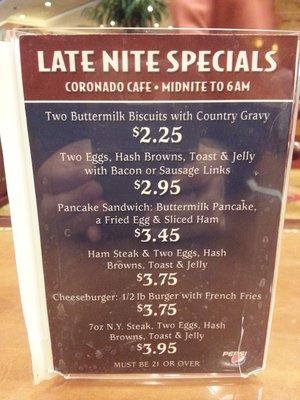 LATE NITE SPECIALS
CORONADO CAFE • MIDNITE TO 6AM
Two Buttermilk Biscuits with Country Gravy
$2.25
Two Eggs, Hash Browns, Toast & Jelly
with Bacon or Sausage Links
$2.95
Pancake Sandwich: Buttermilk Pancake,
a Fried Egg & Sliced Ham
$3.45
Ham Steak & Two Eggs, Hash
Browns, Toast & Jelly
$3.75
Cheeseburger: 1/2 lb Burger with French Fries
$3.75
7oz N.Y. Steak, Two Eggs, Hash
Browns, Toast & Jelly
$3.95
PEPSI
MUST BE 21 OR OVER